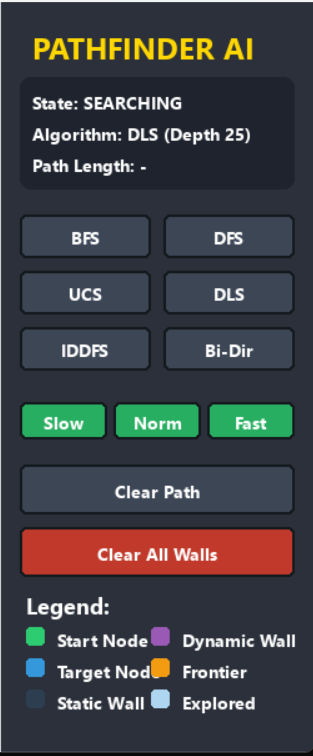 PATHFINDER AI
State: SEARCHING
Algorithm: DLS (Depth 25)
Path Length: -
BFS DFS
UCS DLS
IDDFS Bi-Dir
Slow Norm Fast
Clear Path
Clear All Walls
Legend:
Start Node Dynamic Wall
Target Node Frontier
Static Wall Explored